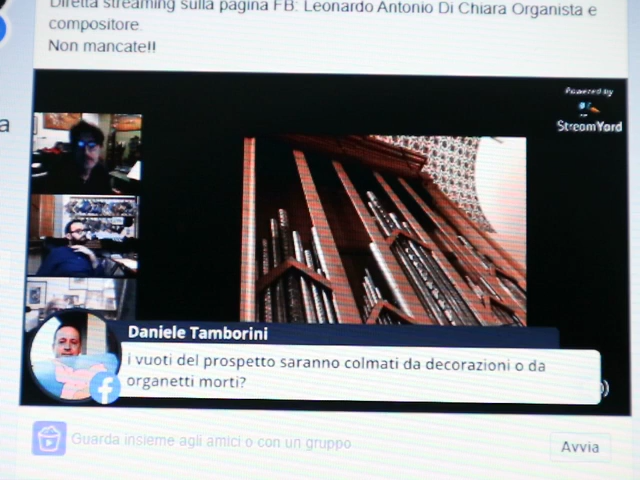 Diretta streaming sulla pagina FB: Leonardo Antonio Di Chiara Organista e
compositore.
Non mancate!!
a
Powered by
StreamYard
Daniele Tamborini
i vuoti del prospetto saranno colmati da decorazioni o da
organetti morti?
Guarda insieme agli amici o con un gruppo
Avvia